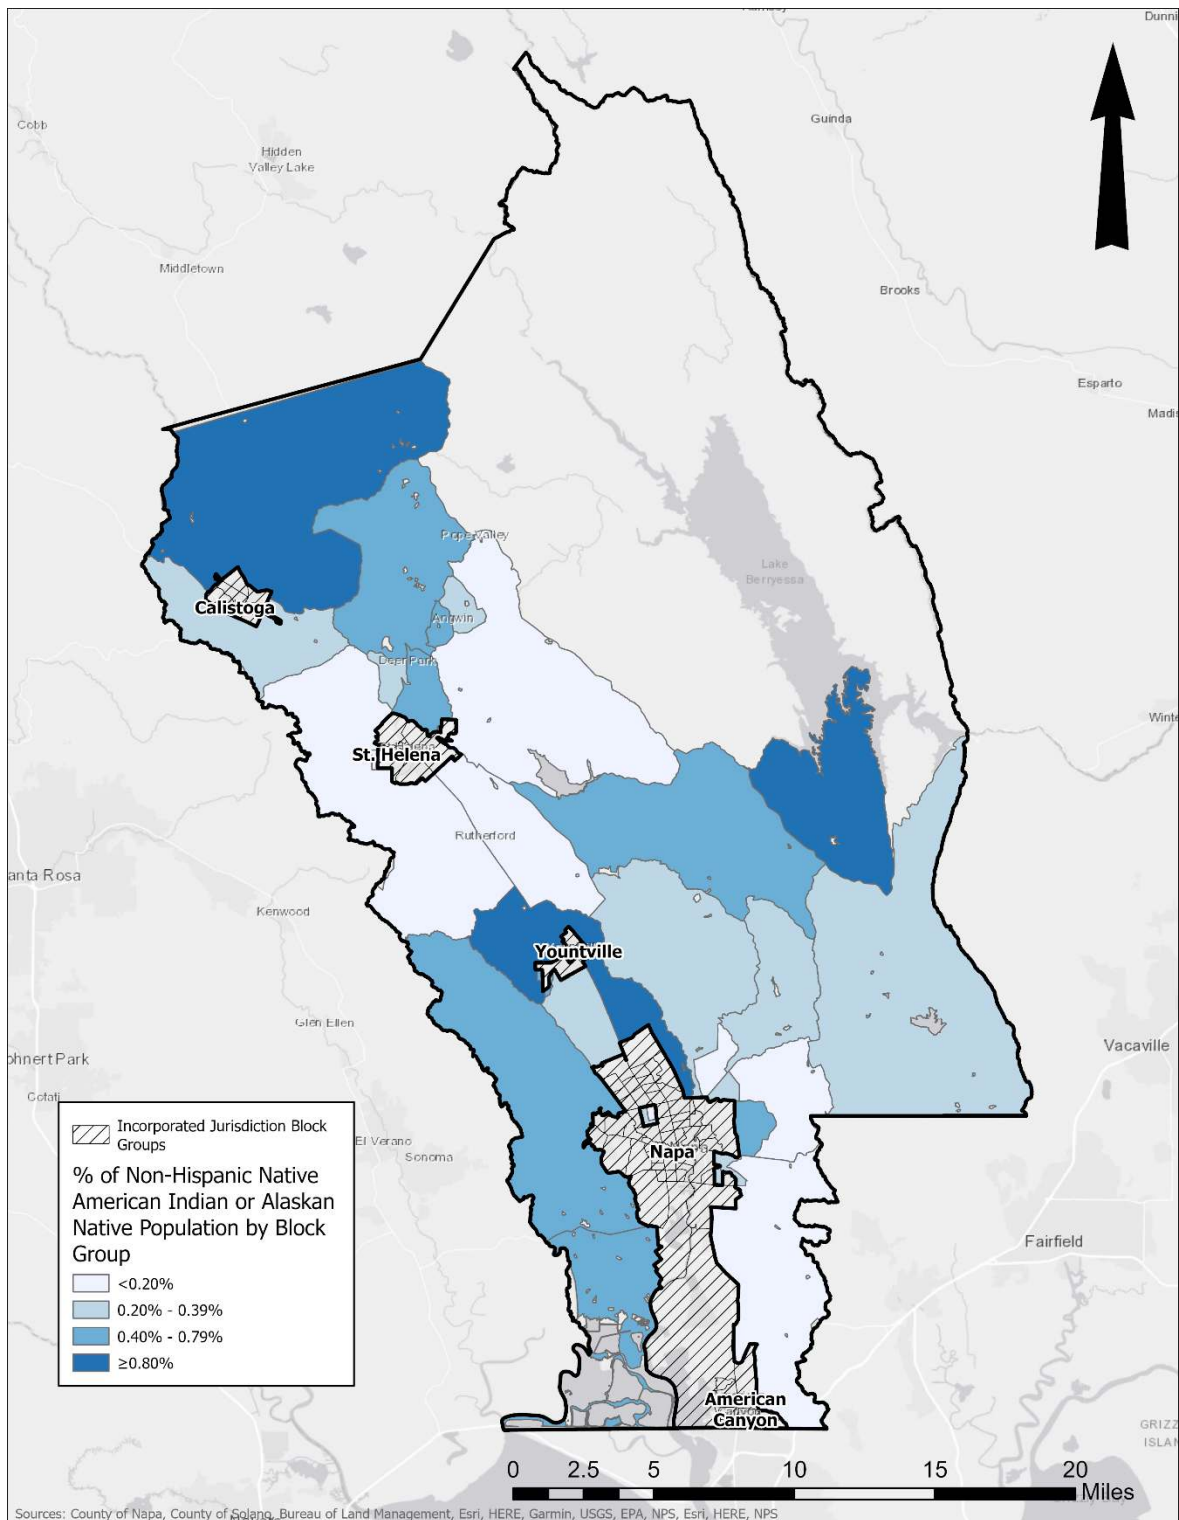 Dunni
Guinda
Cobb
Hidden
Valley Lake
Middletown
Brooks
Esparto
Madis
Pope Valley
Lake
Berryessa
Calistoga
Angwin
Deer Park
Winte
St. Helena
Rutherford
anta Rosa
Kenwood
Yountville
Glen Ellen
Vacaville
ohnert Park
Cotati
El Verano
Sonoma
Napa
Fairfield
Incorporated Jurisdiction Block
Groups
% of Non-Hispanic Native
American Indian or Alaskan
Native Population by Block
Group
<0.20%
0.20% - 0.39%
0.40% - 0.79%
≥0.80%
American
Canyon
GRIZZ
ISLAN
0 2.5 5 10 15 20
Miles
Sources: County of Napa, County of Solano, Bureau of Land Management, Esri, HERE, Garmin, USGS, EPA, NPS, Esri, HERE, NPS